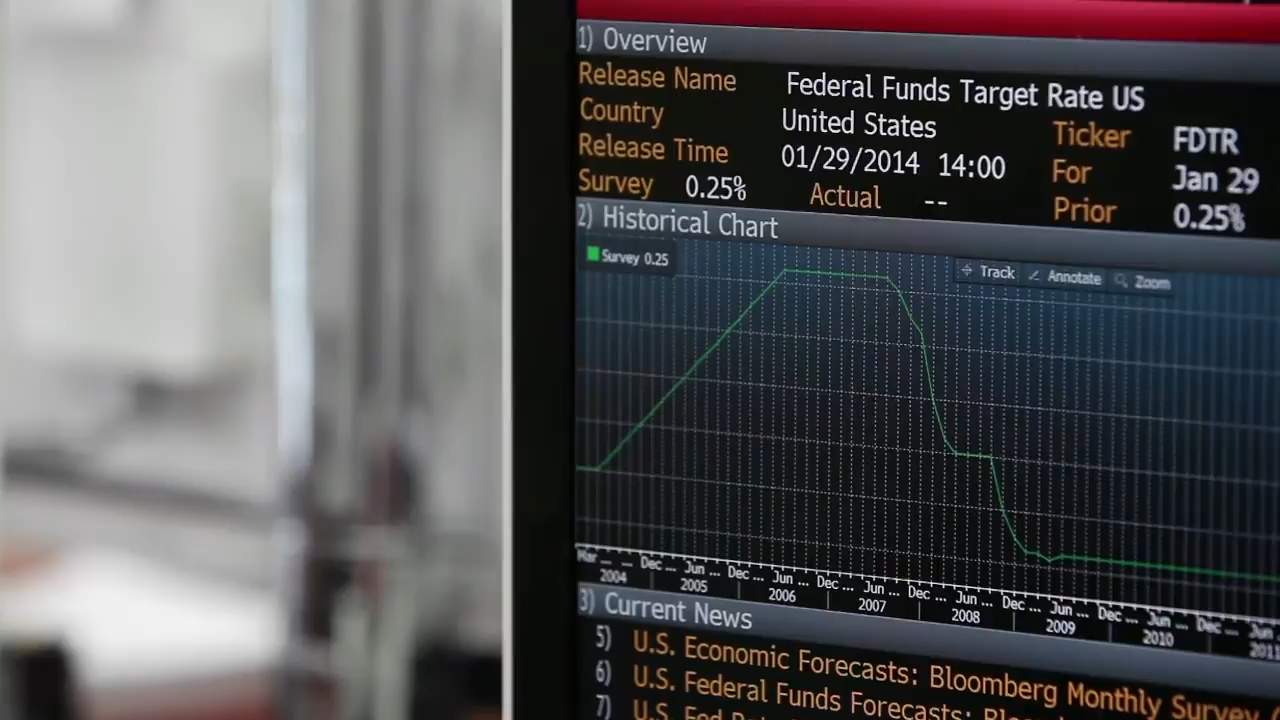 1) Overview
Release Name Federal Funds Target Rate US
Country United States Ticker FDTR
Release Time 01/29/2014 14:00 For Jan 29
Survey 0.25% Actual -- Prior 0.25%
2) Historical Chart
Survey 0.25 Track Annotate Zoom
Mar ... ... Dec ... Jun ... Dec ... Jun ... Dec ... Jun ... Dec ... Jun ... Dec ... Jun ... Dec ... Jun ... Dec ... Jun
2004 2005 2006 2007 2008 2009 2010 2011
3) Current News
5) U.S. Economic Forecasts: Bloomberg Monthly Survey
6) U.S. Federal Funds Forecasts:
7) U.S. Fed